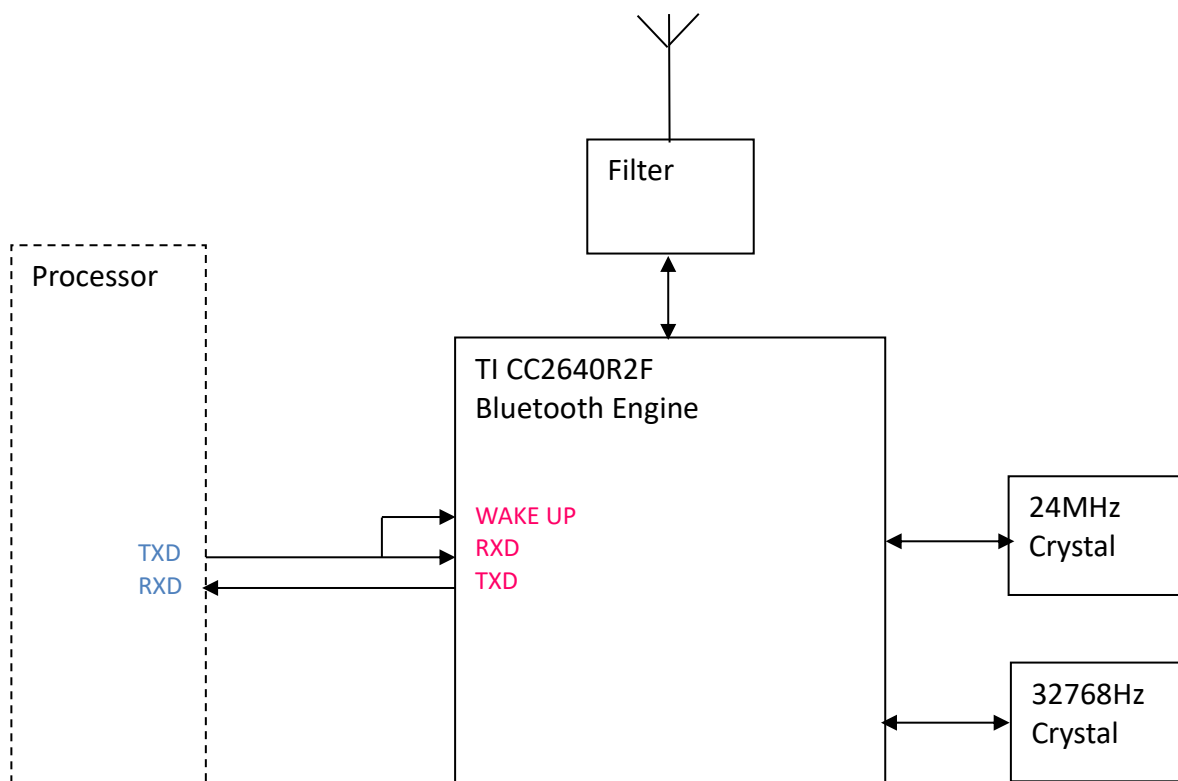 Filter
Processor
TI CC2640R2F
Bluetooth Engine
WAKE UP
TXD
RXD
RXD
TXD
24MHz
Crystal
32768Hz
Crystal